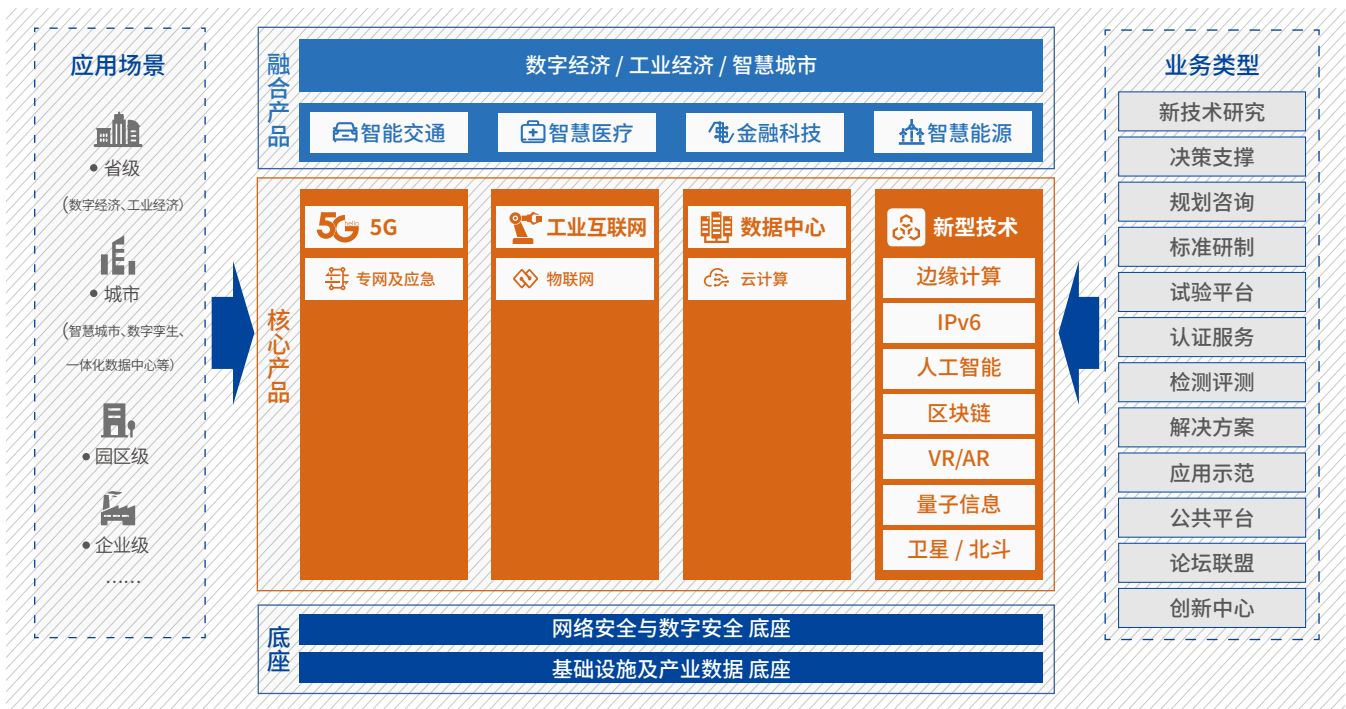 应用场景
• 省级
(数字经济、工业经济)
• 城市
(智慧城市、数字孪生、
一体化数据中心等)
• 园区级
• 企业级
……
融合产品
数字经济 / 工业经济 / 智慧城市
智能交通
智慧医疗
金融科技
智慧能源
核心产品
5G hello
5G
专网及应急
工业互联网
物联网
数据中心
云计算
新型技术
边缘计算
IPv6
人工智能
区块链
VR/AR
量子信息
卫星 / 北斗
底座
网络安全与数字安全 底座
基础设施及产业数据 底座
业务类型
新技术研究
决策支撑
规划咨询
标准研制
试验平台
认证服务
检测评测
解决方案
应用示范
公共平台
论坛联盟
创新中心